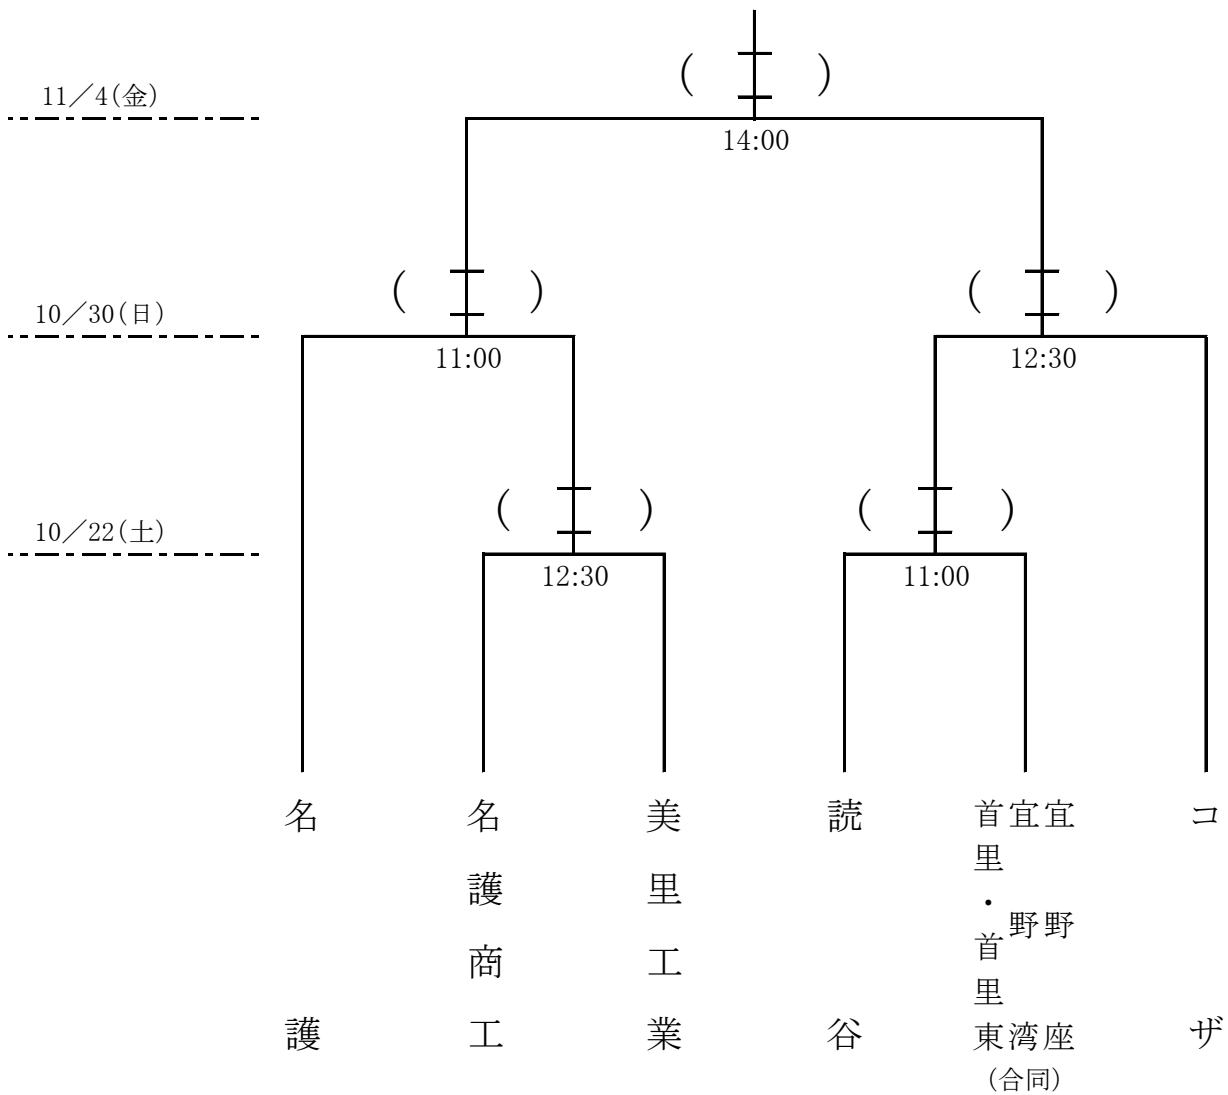 ( )
11／4(金)
14:00
( ) ( )
10／30(日)
11:00 12:30
( ) ( )
10／22(土)
12:30 11:00
名護
名護商工
美里工業
読谷
宜野座
宜野湾
首里・首里東
(合同)
コザ